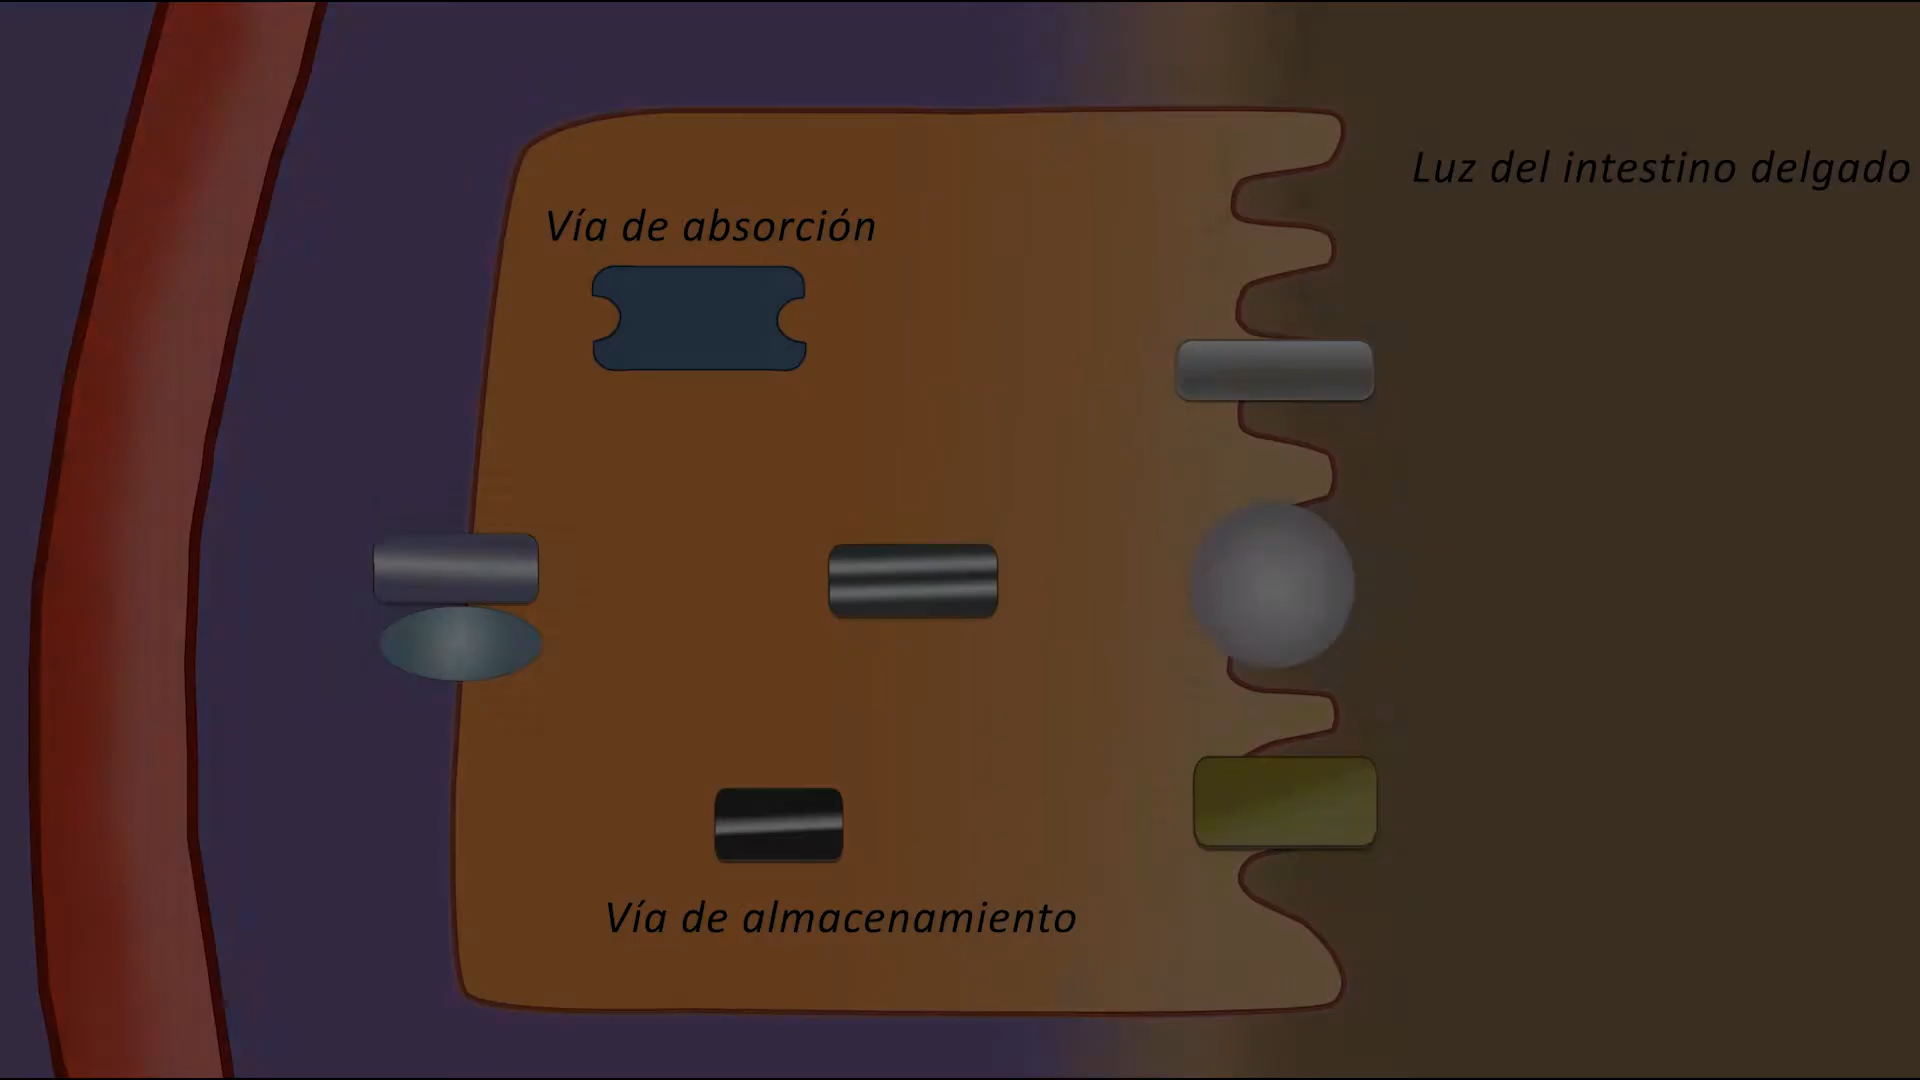 Luz del intestino delgado
Vía de absorción
Vía de almacenamiento